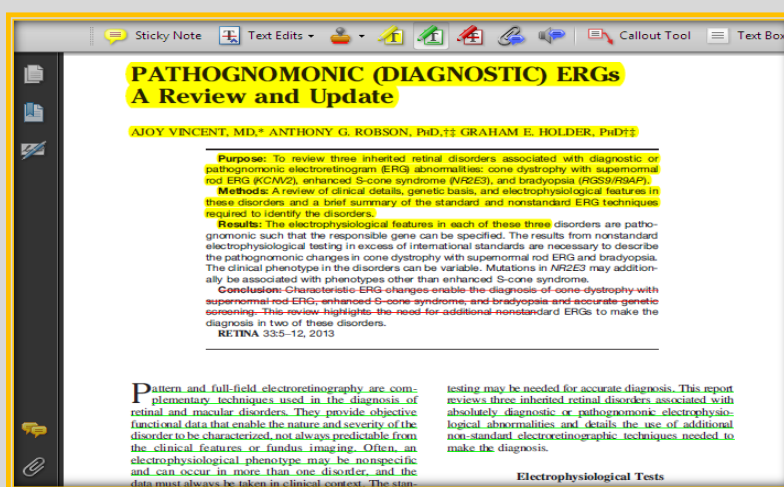 Sticky Note
Text Edits
Callout Tool
Text Box
PATHOGNOMONIC (DIAGNOSTIC) ERGs
A Review and Update
AJOY VINCENT, MD,* ANTHONY G. ROBSON, PHD,†‡ GRAHAM E. HOLDER, PHD†‡
Purpose: To review three inherited retinal disorders associated with diagnostic or
pathognomonic electroretinogram (ERG) abnormalities: cone dystrophy with supernormal
rod ERG (KCNV2), enhanced S-cone syndrome (NR2E3), and bradyopsia (RGS9/R9AP).
Methods: A review of clinical details, genetic basis, and electrophysiological features in
these disorders and a brief summary of the standard and nonstandard ERG techniques
required to identify the disorders.
Results: The electrophysiological features in each of these three disorders are patho-
gnomonic such that the responsible gene can be specified. The results from nonstandard
electrophysiological testing in excess of international standards are necessary to describe
the pathognomonic changes in cone dystrophy with supernormal rod ERG and bradyopsia.
The clinical phenotype in the disorders can be variable. Mutations in NR2E3 may addition-
ally be associated with phenotypes other than enhanced S-cone syndrome.
Conclusion: Characteristic ERG changes enable the diagnosis of cone dystrophy with
supernormal rod ERG, enhanced S-cone syndrome, and bradyopsia and accurate genetic
screening. This review highlights the need for additional nonstandard ERGs to make the
diagnosis in two of these disorders.
RETINA 33:5–12, 2013
Pattern and full-field electroretinography are com-
plementary techniques used in the diagnosis of
retinal and macular disorders. They provide objective
functional data that enable the nature and severity of the
disorder to be characterized, not always predictable from
the clinical features or fundus imaging. Often, an
electrophysiological phenotype may be nonspecific
and can occur in more than one disorder, and the
data must always be taken in clinical context. The stan-
testing may be needed for accurate diagnosis. This report
reviews three inherited retinal disorders associated with
absolutely diagnostic or pathognomonic electrophysio-
logical abnormalities and details the use of additional
non-standard electroretinographic techniques needed to
make the diagnosis.
Electrophysiological Tests